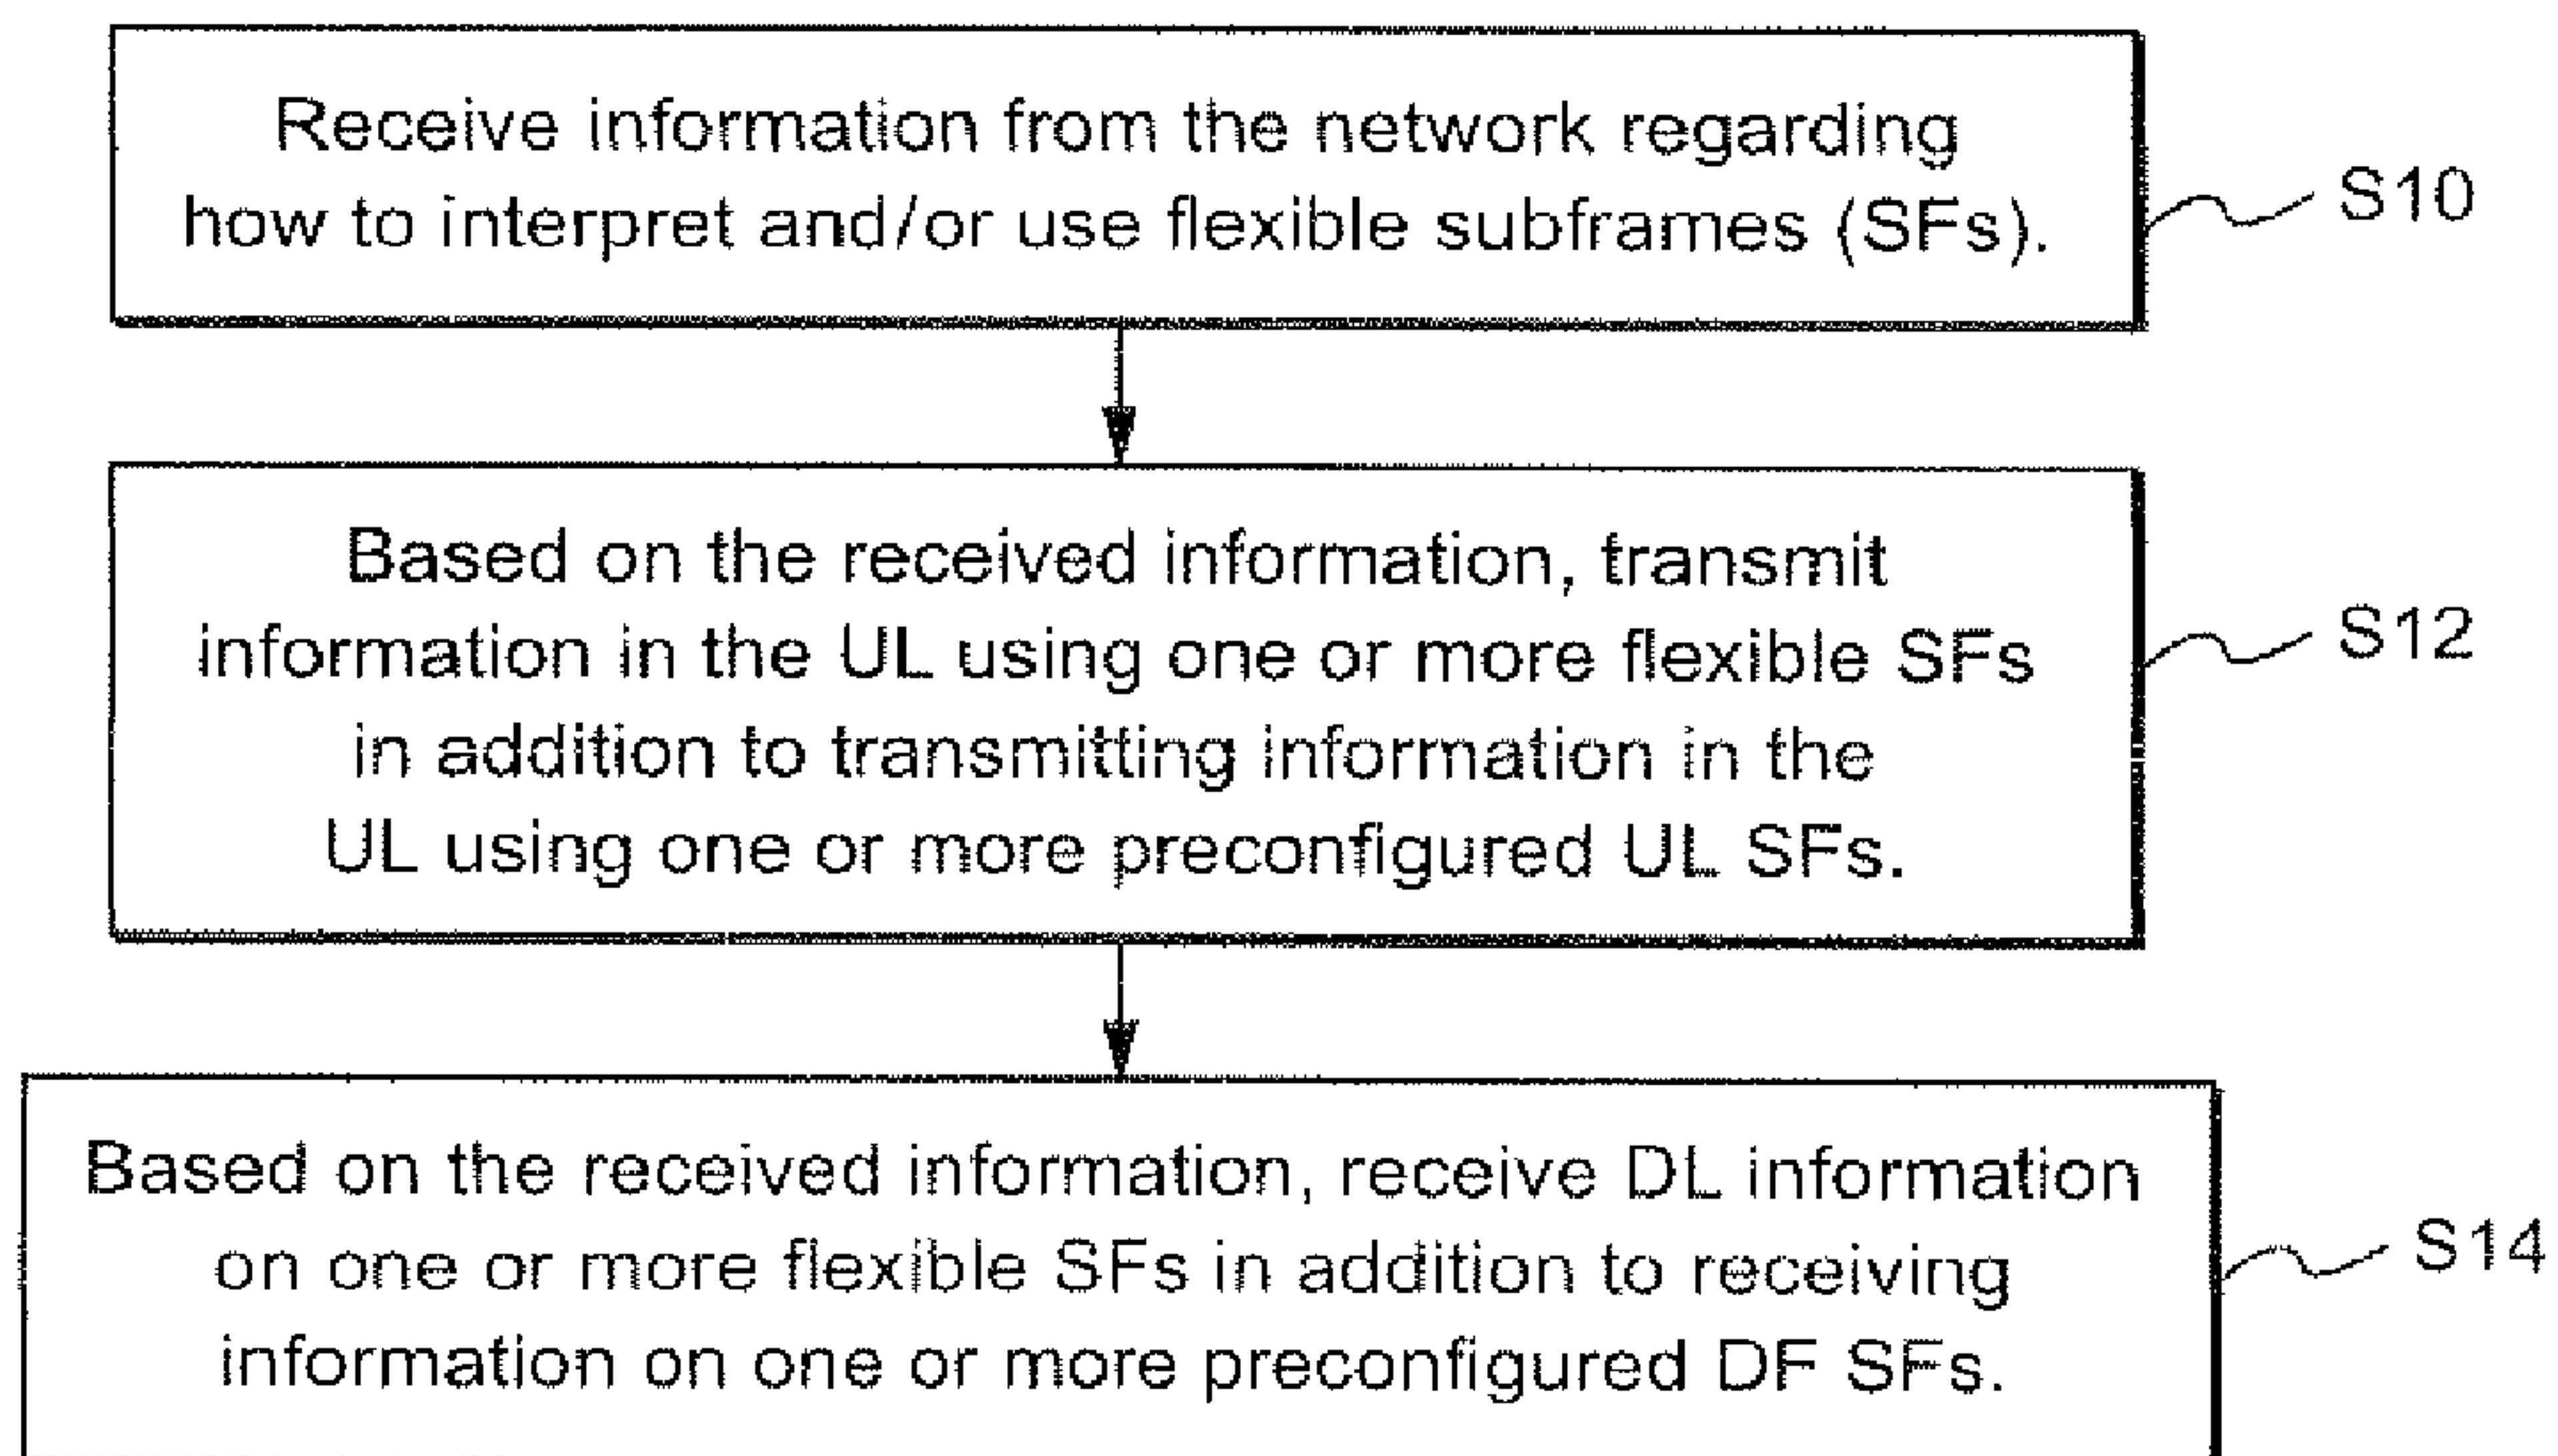 Receive information from the network regarding
how to interpret and/or use flexible subframes (SFs).
S10
Based on the received information, transmit
information in the UL using one or more flexible SFs
in addition to transmitting information in the
UL using one or more preconfigured UL SFs.
S12
Based on the received information, receive DL information
on one or more flexible SFs in addition to receiving
information on one or more preconfigured DF SFs.
S14